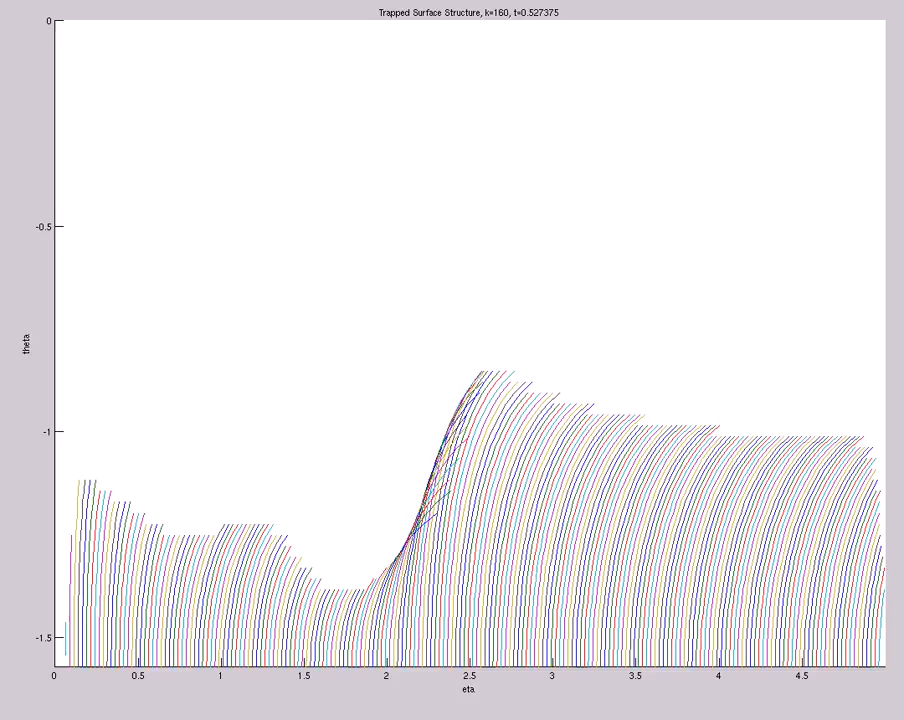 Trapped Surface Structure, k=160, t=0.527375
0
-0.5
theta
-1
-1.5
0 0.5 1 1.5 2 2.5 3 3.5 4 4.5
eta